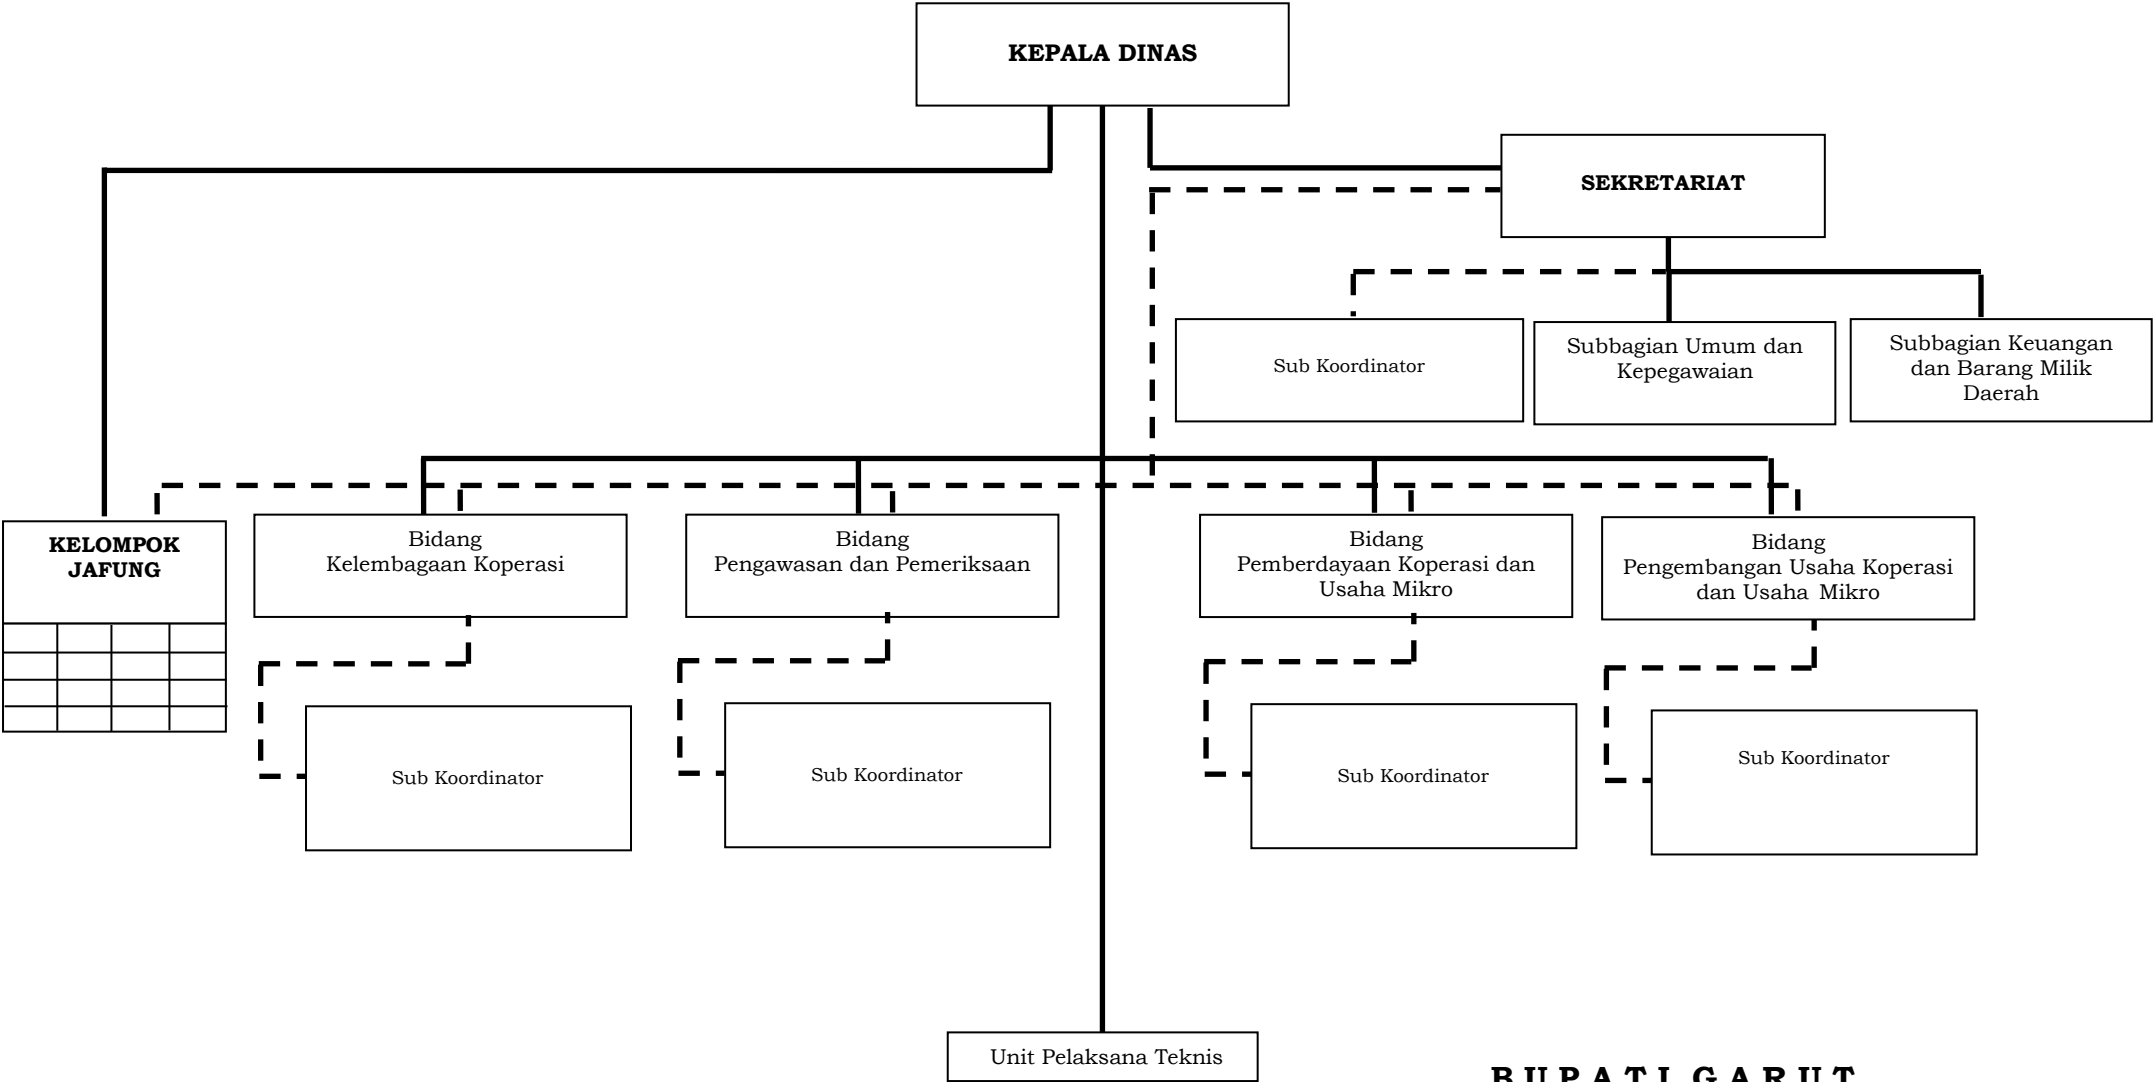 KEPALA DINAS
SEKRETARIAT
Sub Koordinator
Subbagian Umum dan
Kepegawaian
Subbagian Keuangan
dan Barang Milik
Daerah
KELOMPOK
JAFUNG
Bidang
Kelembagaan Koperasi
Bidang
Pengawasan dan Pemeriksaan
Bidang
Pemberdayaan Koperasi dan
Usaha Mikro
Bidang
Pengembangan Usaha Koperasi
dan Usaha Mikro
Sub Koordinator
Sub Koordinator
Sub Koordinator
Sub Koordinator
Unit Pelaksana Teknis
B U P A T I G A R U T